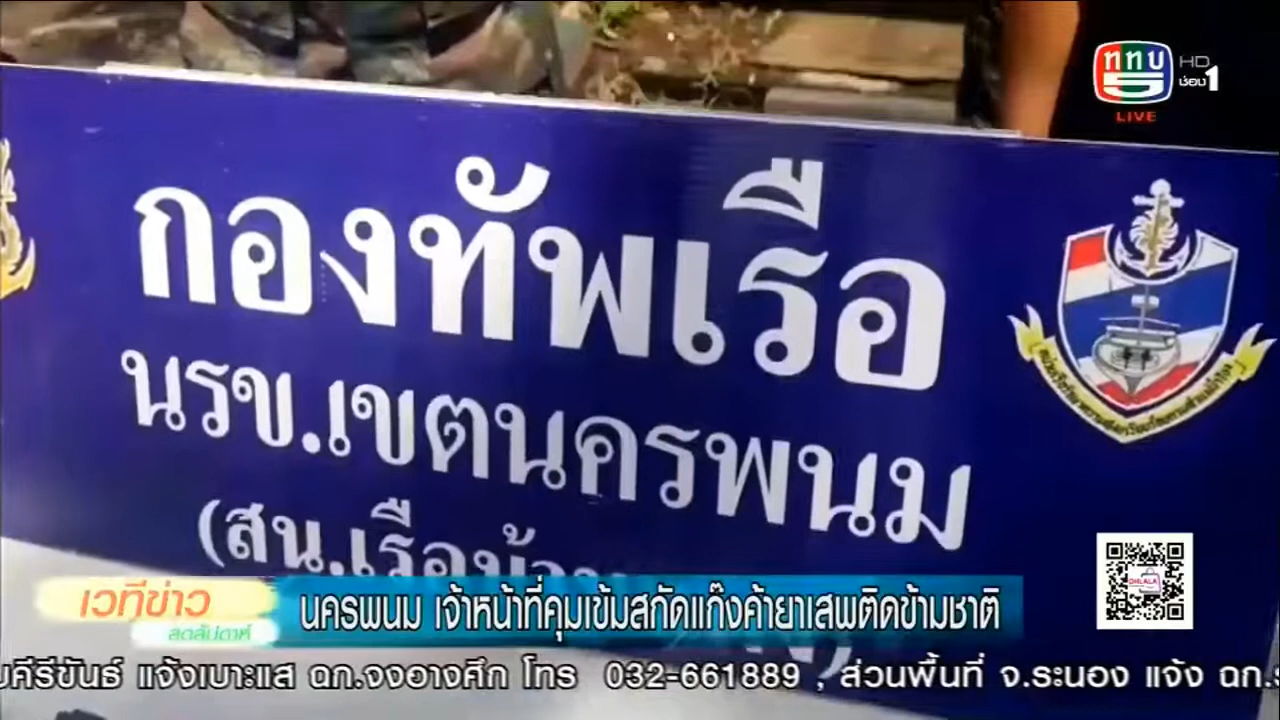 ททบ
5
HD
ช่อง 1
LIVE
กองทัพเรือ
นรข.เขตนครพนม
(สน.เรือบ้าน
OHLALA
เวทีข่าว
สุดสัปดาห์
นครพนม เจ้าหน้าที่คุมเข้มสกัดแก๊งค้ายาเสพติดข้ามชาติ
บคีรีขันธ์ แจ้งเบาะแส ฉก.จงอางศึก โทร 032-661889 , ส่วนพื้นที่ จ.ระนอง แจ้ง ฉก.